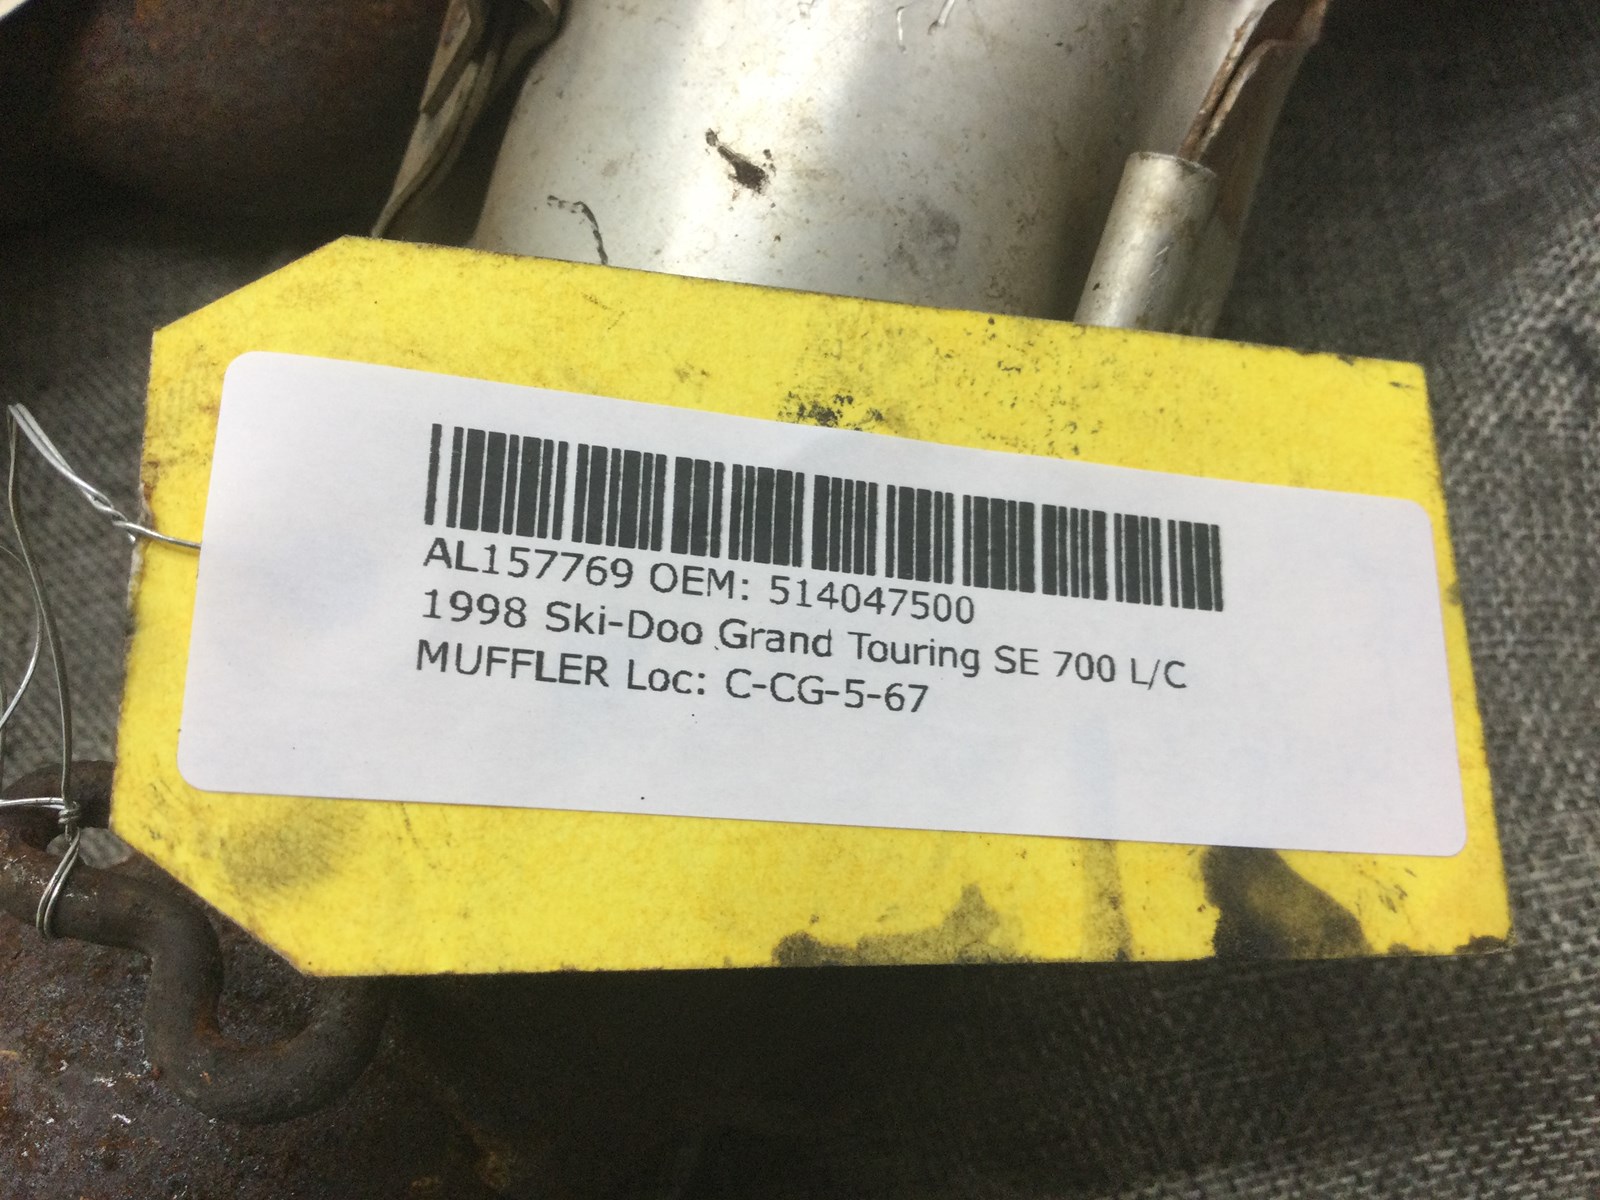 AL157769 OEM: 514047500
1998 Ski-Doo Grand Touring SE 700 L/C
MUFFLER Loc: C-CG-5-67